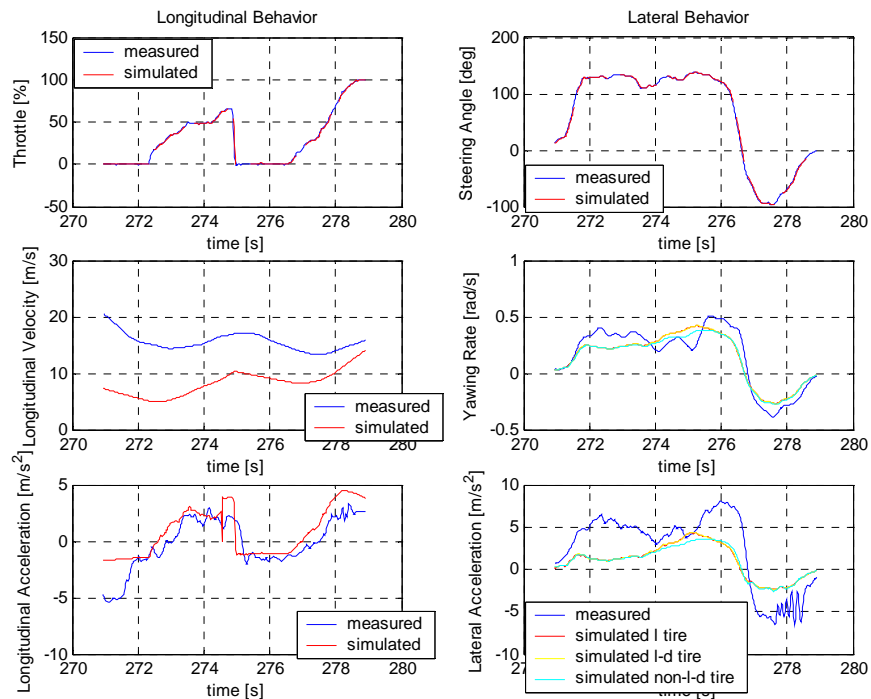 Longitudinal Behavior
150
100
50
0
-50
Throttle [%]
measured
simulated
270
272
274
276
278
280
time [s]
Lateral Behavior
200
100
0
-100
Steering Angle [deg]
measured
simulated
270
272
274
276
278
280
time [s]
30
20
10
0
Longitudinal Velocity [m/s]
measured
simulated
270
272
274
276
278
280
time [s]
1
0.5
0
-0.5
Yawing Rate [rad/s]
measured
simulated l tire
simulated l-d tire
simulated non-l-d tire
270
272
274
276
278
280
time [s]
5
0
-5
-10
Longitudinal Acceleration [m/s²]
measured
simulated
270
272
274
276
278
280
time [s]
10
5
0
-5
-10
Lateral Acceleration [m/s²]
270
276
278
280
time [s]